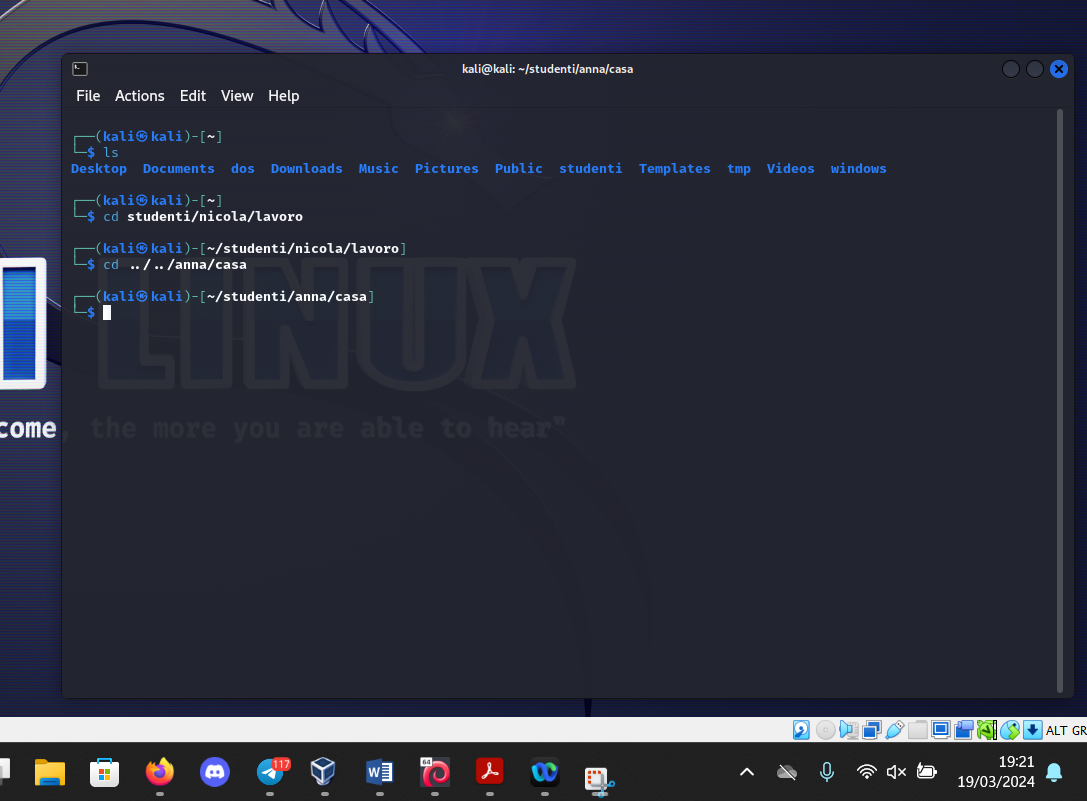 kali@kali: ~/studenti/anna/casa
File Actions Edit View Help
┌──(kali㉿kali)-[~]
└─$ ls
Desktop Documents dos Downloads Music Pictures Public studenti Templates tmp Videos windows
┌──(kali㉿kali)-[~]
└─$ cd studenti/nicola/lavoro
┌──(kali㉿kali)-[~/studenti/nicola/lavoro]
└─$ cd ../../anna/casa
┌──(kali㉿kali)-[~/studenti/anna/casa]
└─$
LINUX
come, the more you are able to hear"
ALT GR
117
64
19:21
19/03/2024